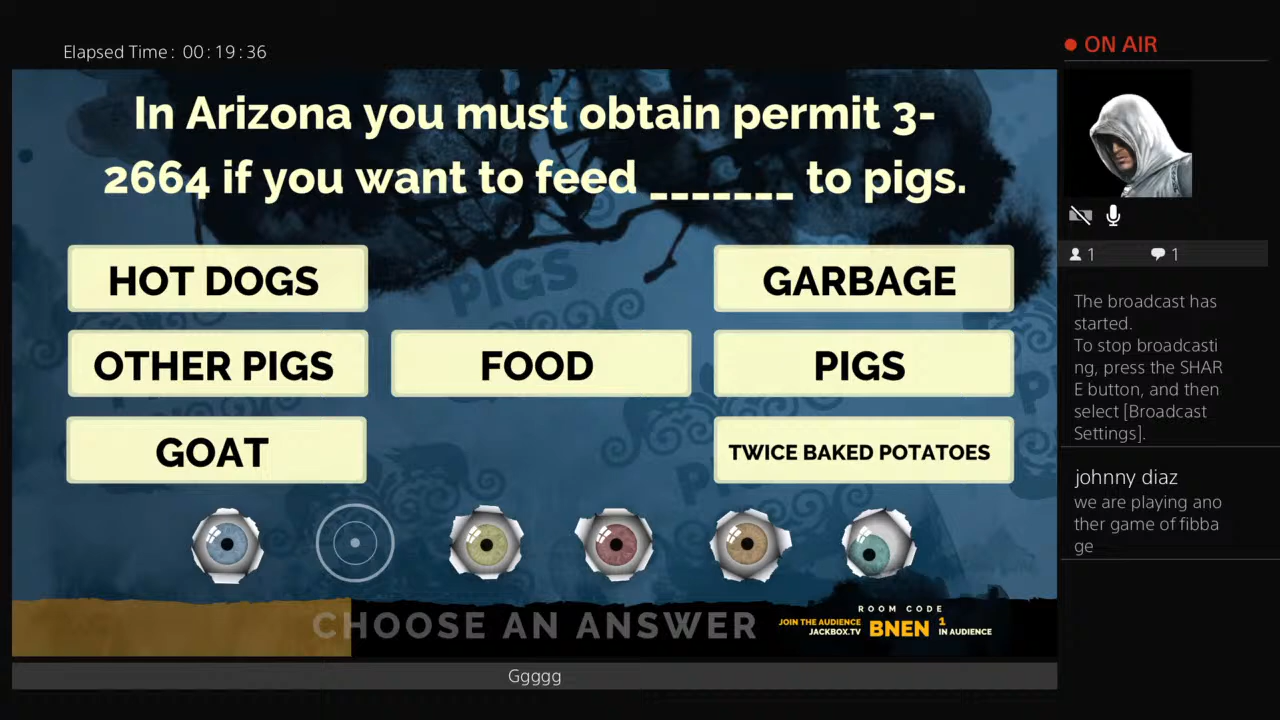 Elapsed Time: 00:19:36
ON AIR
In Arizona you must obtain permit 3-
2664 if you want to feed _______ to pigs.
PIGS
HOT DOGS
GARBAGE
OTHER PIGS
FOOD
PIGS
GOAT
TWICE BAKED POTATOES
CHOOSE AN ANSWER
ROOM CODE
JOIN THE AUDIENCE
JACKBOX.TV
BNEN
1
IN AUDIENCE
Ggggg
1
1
The broadcast has
started.
To stop broadcasti
ng, press the SHAR
E button, and then
select [Broadcast
Settings].
johnny diaz
we are playing ano
ther game of fibba
ge